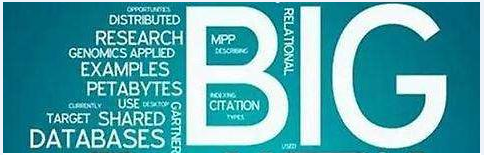 OPPORTUNITIES
DISTRIBUTED
RESEARCH
GENOMICS APPLIED
EXAMPLES
PETABYTES
CURRENTLY USE DESKTOP
TARGET SHARED
DATABASES
GARTNER
BIG
MPP
DESCRIBING
INDEXING
CITATION
TYPES
RELATIONAL
USED